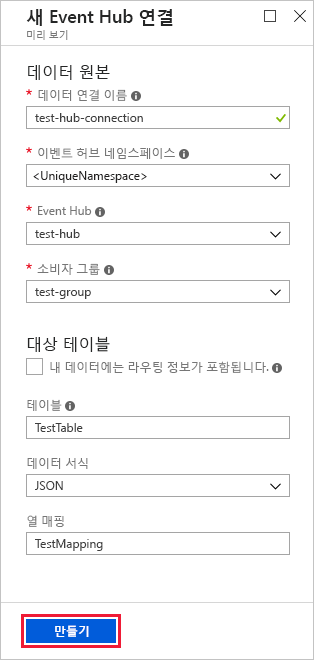 새 Event Hub 연결
미리 보기
데이터 원본
* 데이터 연결 이름
test-hub-connection
* 이벤트 허브 네임스페이스
<UniqueNamespace>
* Event Hub
test-hub
* 소비자 그룹
test-group
대상 테이블
내 데이터에는 라우팅 정보가 포함됩니다.
테이블
TestTable
데이터 서식
JSON
열 매핑
TestMapping
만들기